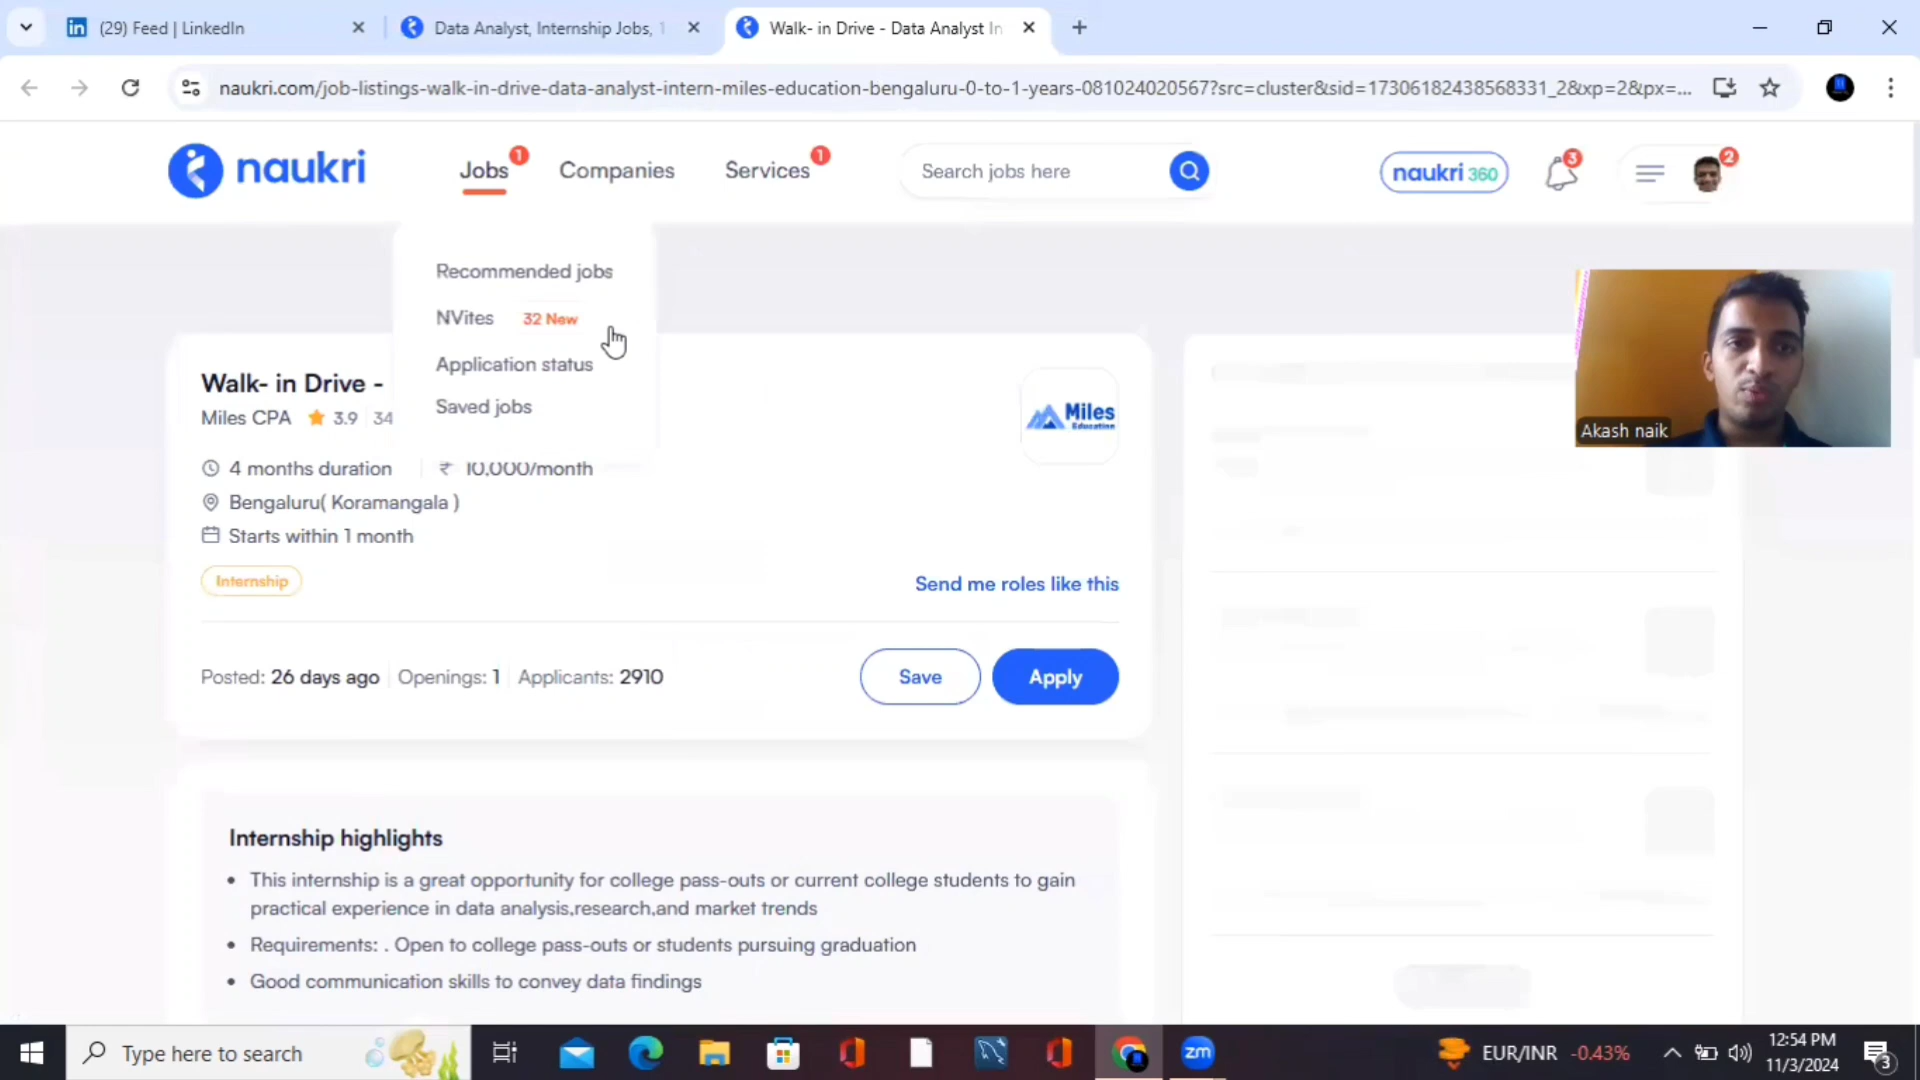 (29) Feed | LinkedIn
Data Analyst, Internship Jobs, 1
Walk- in Drive - Data Analyst In
naukri.com/job-listings-walk-in-drive-data-analyst-intern-miles-education-bengaluru-0-to-1-years-081024020567?src=cluster&sid=17306182438568331_2&xp=2&px=...
naukri
Jobs 1
Companies
Services 1
Search jobs here
naukri 360
3
2
Recommended jobs
NVites 32 New
Application status
Saved jobs
Walk- in Drive -
Miles CPA 3.9 34
Miles
Education
4 months duration ₹ 10,000/month
Bengaluru( Koramangala )
Starts within 1 month
Internship
Send me roles like this
Posted: 26 days ago Openings: 1 Applicants: 2910
Save
Apply
Akash naik
Internship highlights
• This internship is a great opportunity for college pass-outs or current college students to gain
practical experience in data analysis,research,and market trends
• Requirements: . Open to college pass-outs or students pursuing graduation
• Good communication skills to convey data findings
Type here to search
zm
EUR/INR -0.43%
12:54 PM
11/3/2024
3